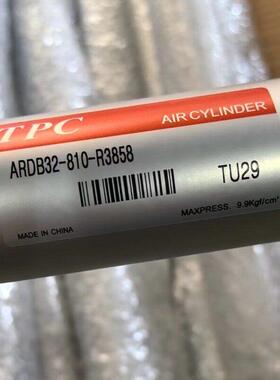 TPC
AIR CYLINDER
ARDB32-810-R3858
TU29
MAXPRESS. 9.9Kgf/cm²
MADE IN CHINA